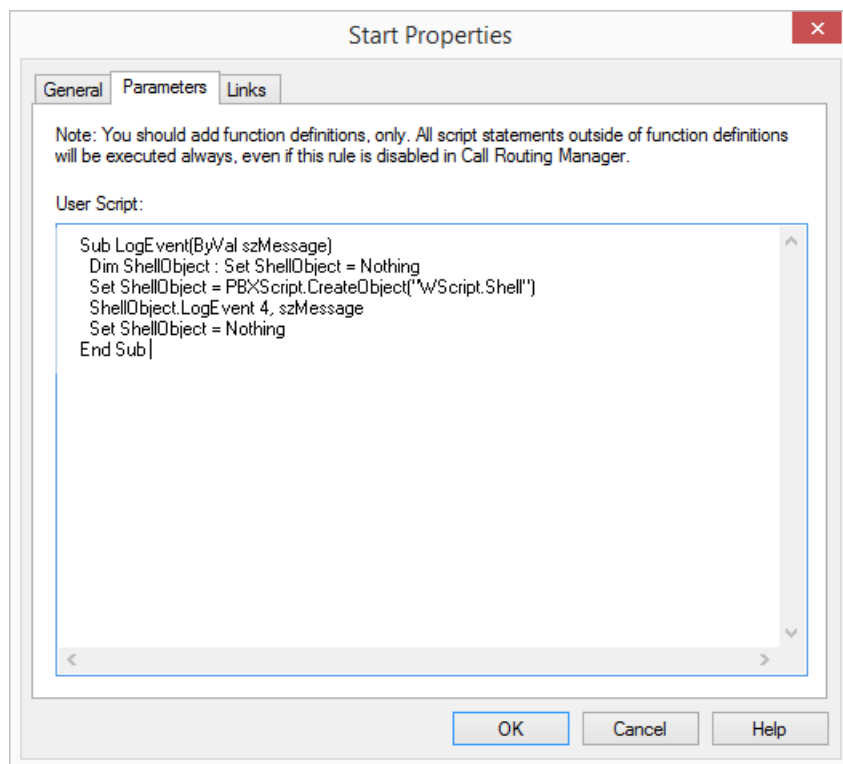 Start Properties
General Parameters Links
Note: You should add function definitions, only. All script statements outside of function definitions
will be executed always, even if this rule is disabled in Call Routing Manager.
User Script:
Sub LogEvent(ByVal szMessage)
Dim ShellObject : Set ShellObject = Nothing
Set ShellObject = PBXScript.CreateObject("WScript.Shell")
ShellObject.LogEvent 4, szMessage
Set ShellObject = Nothing
End Sub
OK Cancel Help